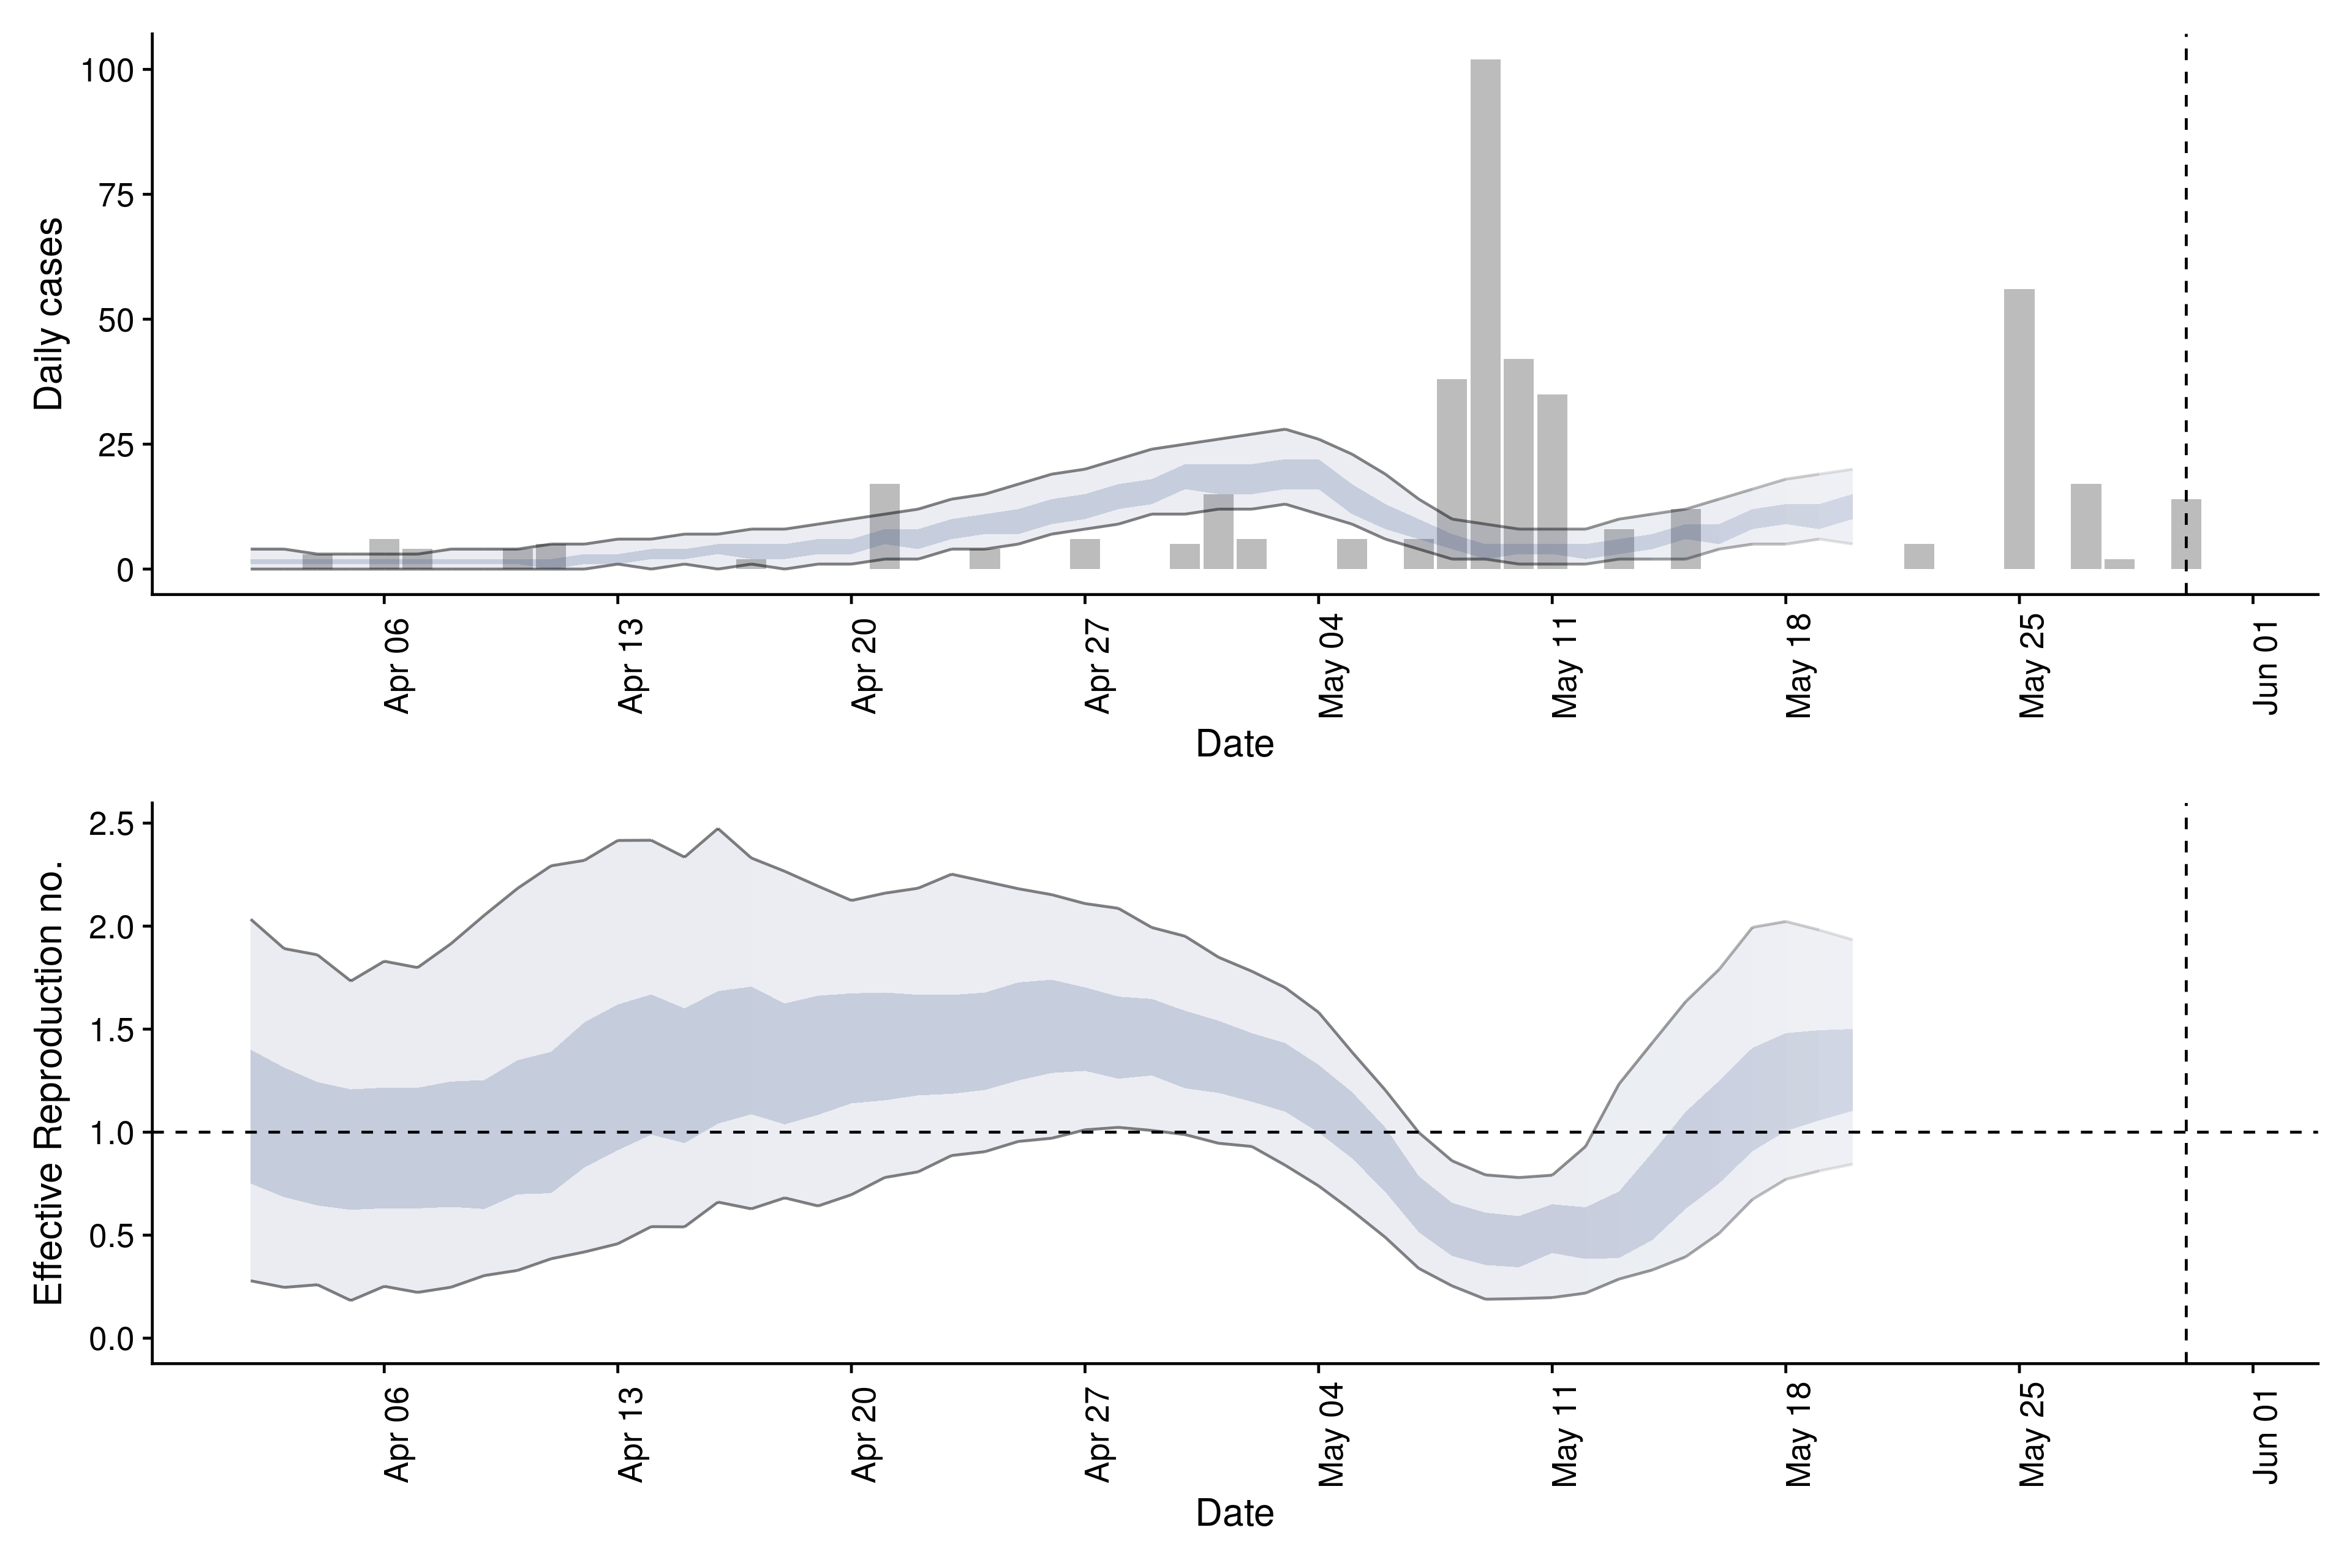 Daily cases
100
75
50
25
0
Apr 06
Apr 13
Apr 20
Apr 27
May 04
May 11
May 18
May 25
Jun 01
Date
Effective Reproduction no.
2.5
2.0
1.5
1.0
0.5
0.0
Apr 06
Apr 13
Apr 20
Apr 27
May 04
May 11
May 18
May 25
Jun 01
Date